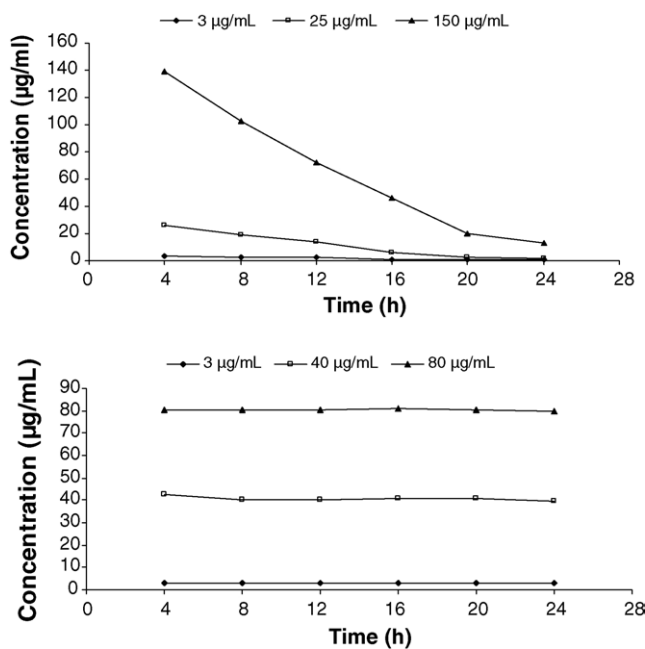 3 µg/mL 25 µg/mL 150 µg/mL
Concentration (µg/ml)
160
140
120
100
80
60
40
20
0
0 4 8 12 16 20 24 28
Time (h)
3 µg/mL 40 µg/mL 80 µg/mL
Concentration (µg/mL)
90
80
70
60
50
40
30
20
10
0
0 4 8 12 16 20 24 28
Time (h)